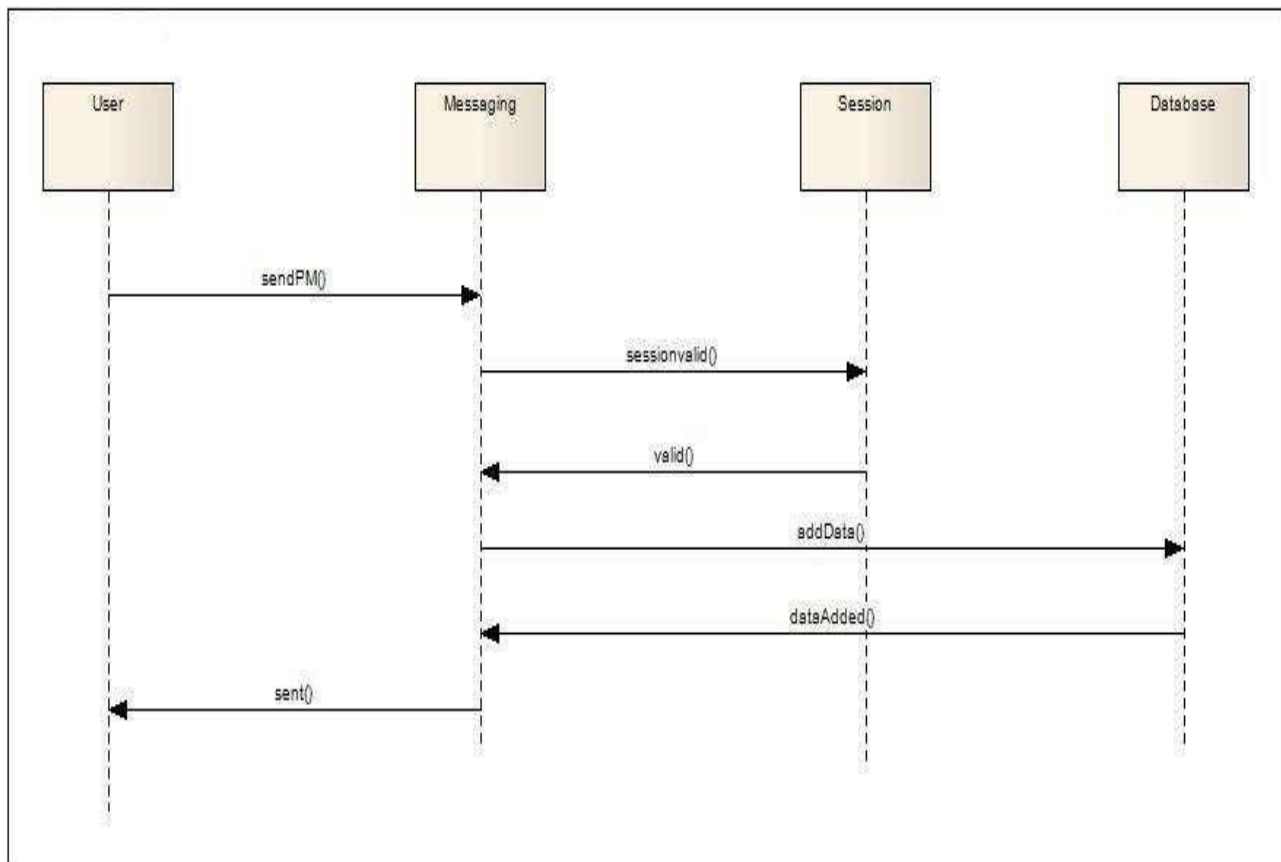 User
Messaging
Session
Database
sendPM()
sessionvalid()
valid()
addData()
dataAdded()
sent()